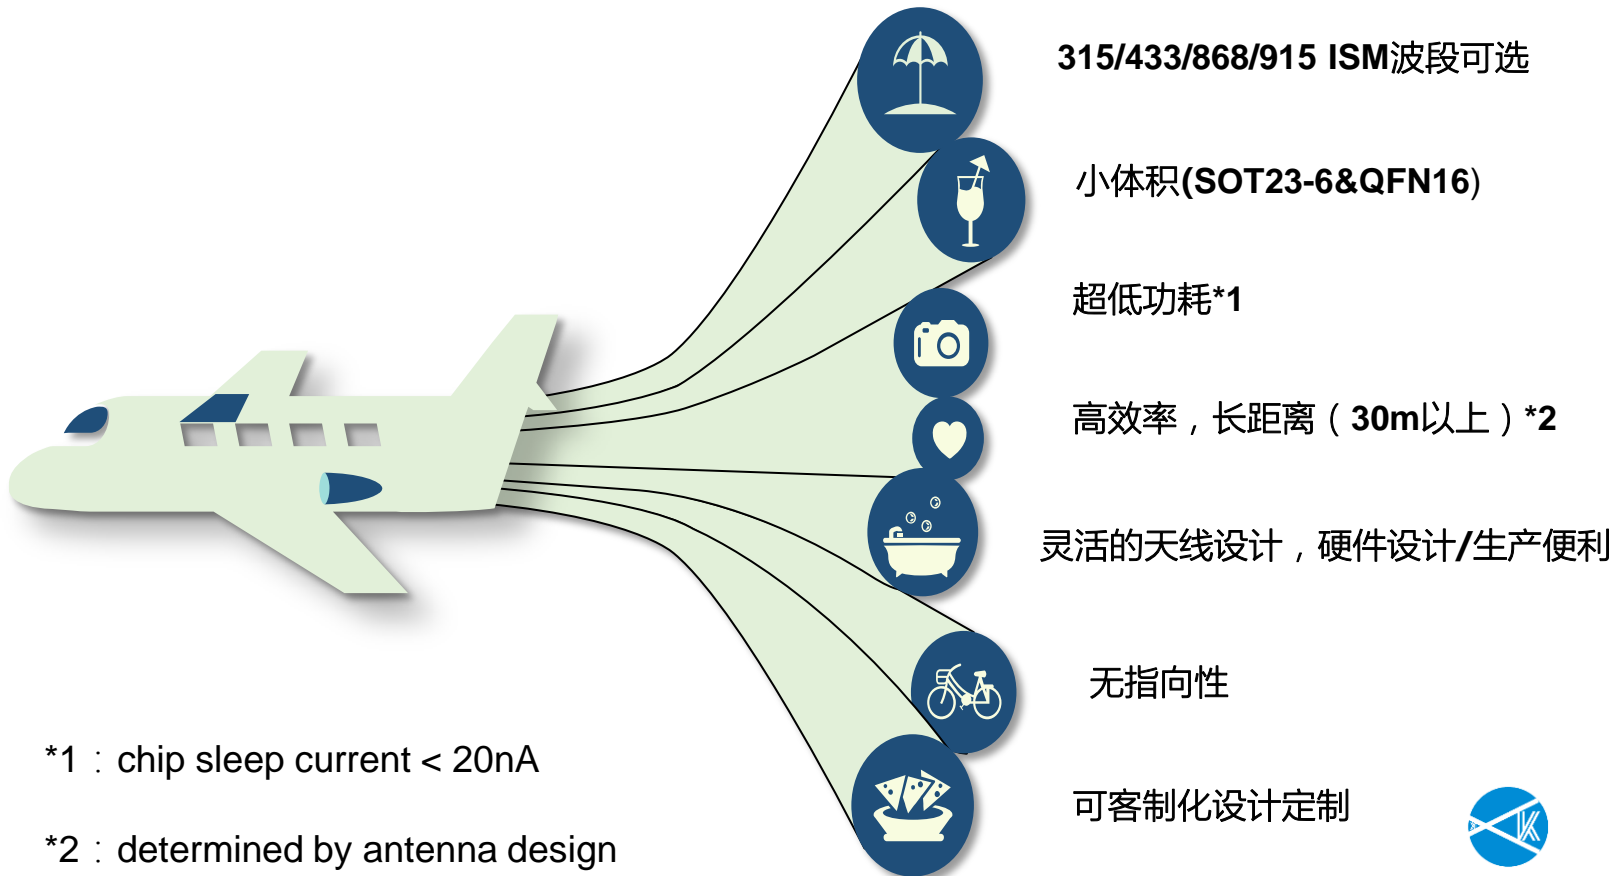 315/433/868/915 ISM波段可选
小体积(SOT23-6&QFN16)
超低功耗*1
高效率，长距离（30m以上）*2
灵活的天线设计，硬件设计/生产便利
无指向性
可客制化设计定制
*1：chip sleep current < 20nA
*2：determined by antenna design
K